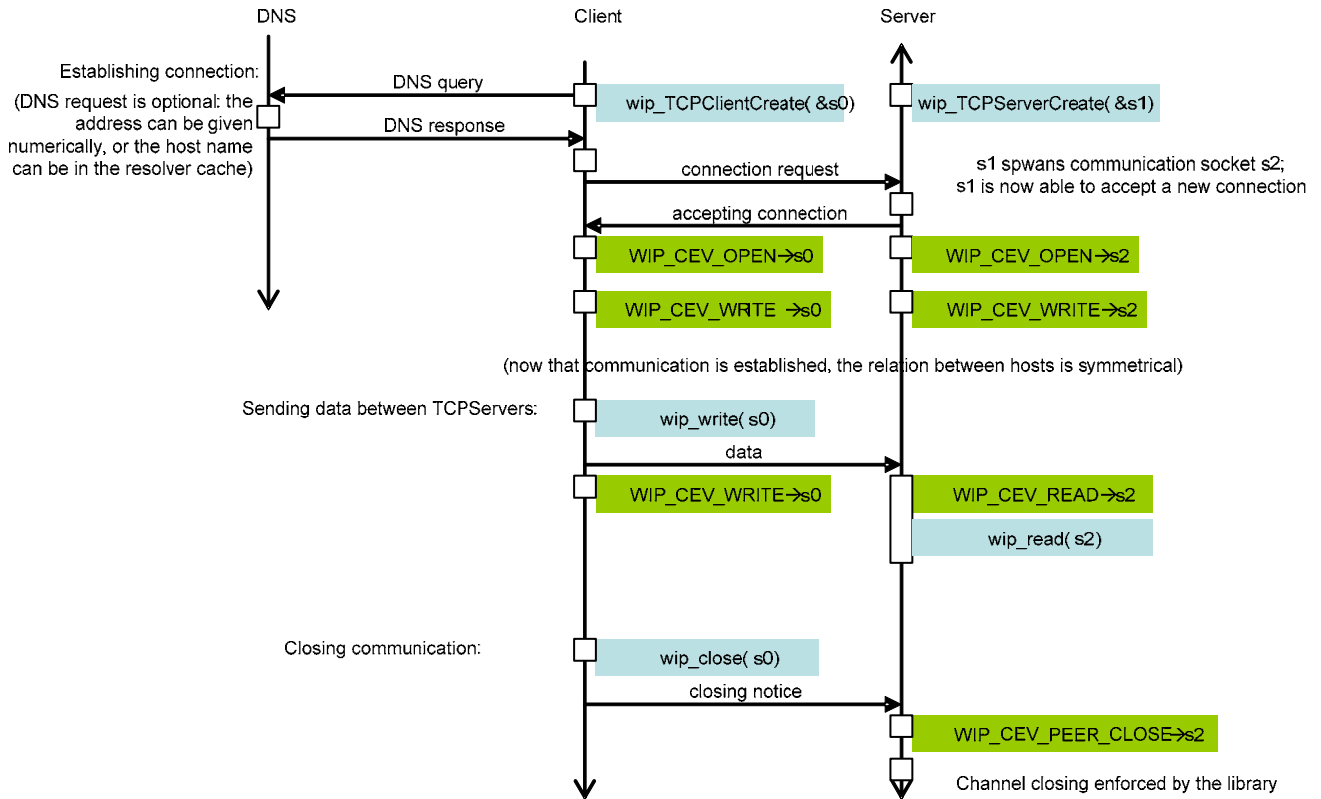 DNS
Client
Server
Establishing connection:
DNS query
wip_TCPClientCreate( &s0)
wip_TCPServerCreate( &s1)
(DNS request is optional: the
address can be given
numerically, or the host name
can be in the resolver cache)
DNS response
connection request
s1 spwans communication socket s2;
s1 is now able to accept a new connection
accepting connection
WIP_CEV_OPEN→s0
WIP_CEV_OPEN→s2
WIP_CEV_WRITE →s0
WIP_CEV_WRITE→s2
(now that communication is established, the relation between hosts is symmetrical)
Sending data between TCPServers:
wip_write( s0)
data
WIP_CEV_WRITE→s0
WIP_CEV_READ→s2
wip_read( s2)
Closing communication:
wip_close( s0)
closing notice
WIP_CEV_PEER_CLOSE→s2
Channel closing enforced by the library